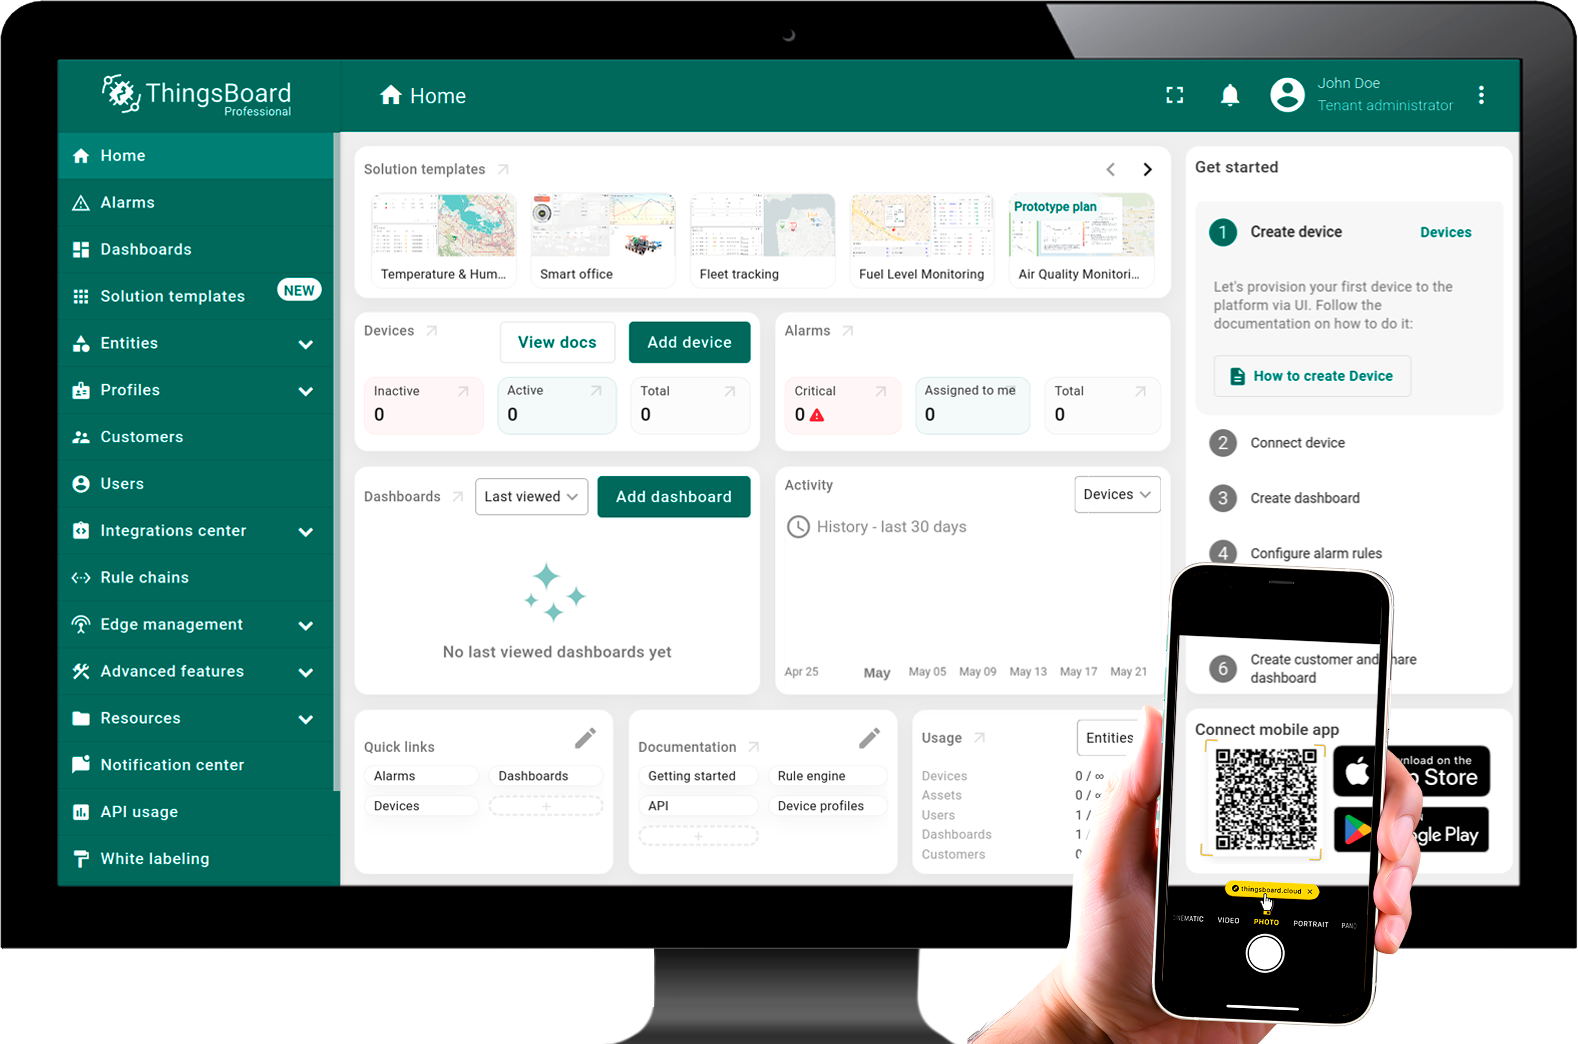 ThingsBoard
Professional
Home
John Doe
Tenant administrator
Home
Alarms
Dashboards
Solution templates
NEW
Entities
Profiles
Customers
Users
Integrations center
Rule chains
Edge management
Advanced features
Resources
Notification center
API usage
White labeling
Solution templates
Temperature & Hum...
Smart office
Fleet tracking
Fuel Level Monitoring
Prototype plan
Air Quality Monitori...
Devices
View docs
Add device
Inactive
0
Active
0
Total
0
Alarms
Critical
0
Assigned to me
0
Total
0
Dashboards
Last viewed
Add dashboard
No last viewed dashboards yet
Activity
Devices
History - last 30 days
Apr 25 May May 05 May 09 May 13 May 17 May 21
Quick links
Alarms
Dashboards
Devices
Documentation
Getting started
Rule engine
API
Device profiles
Usage
Entities
Devices 0 / ∞
Assets 0 / ∞
Users 1 /
Dashboards 1 /
Customers 0
Get started
1 Create device Devices
Let's provision your first device to the
platform via UI. Follow the
documentation on how to do it:
How to create Device
2 Connect device
3 Create dashboard
4 Configure alarm rules
6 Create customer and share
dashboard
Connect mobile app
nload on the
Store
gle Play
thingsboard.cloud
NEMATIC VIDEO PHOTO PORTRAIT PANO